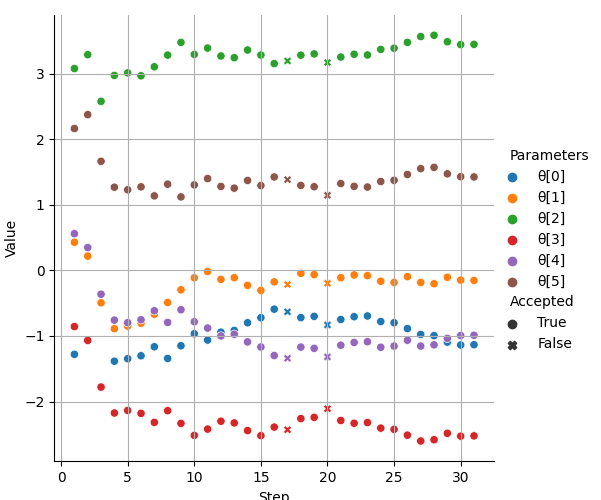 3
2
1
0
−1
−2
Value
0
5
10
15
20
25
30
Step
Parameters
θ[0]
θ[1]
θ[2]
θ[3]
θ[4]
θ[5]
Accepted
True
False